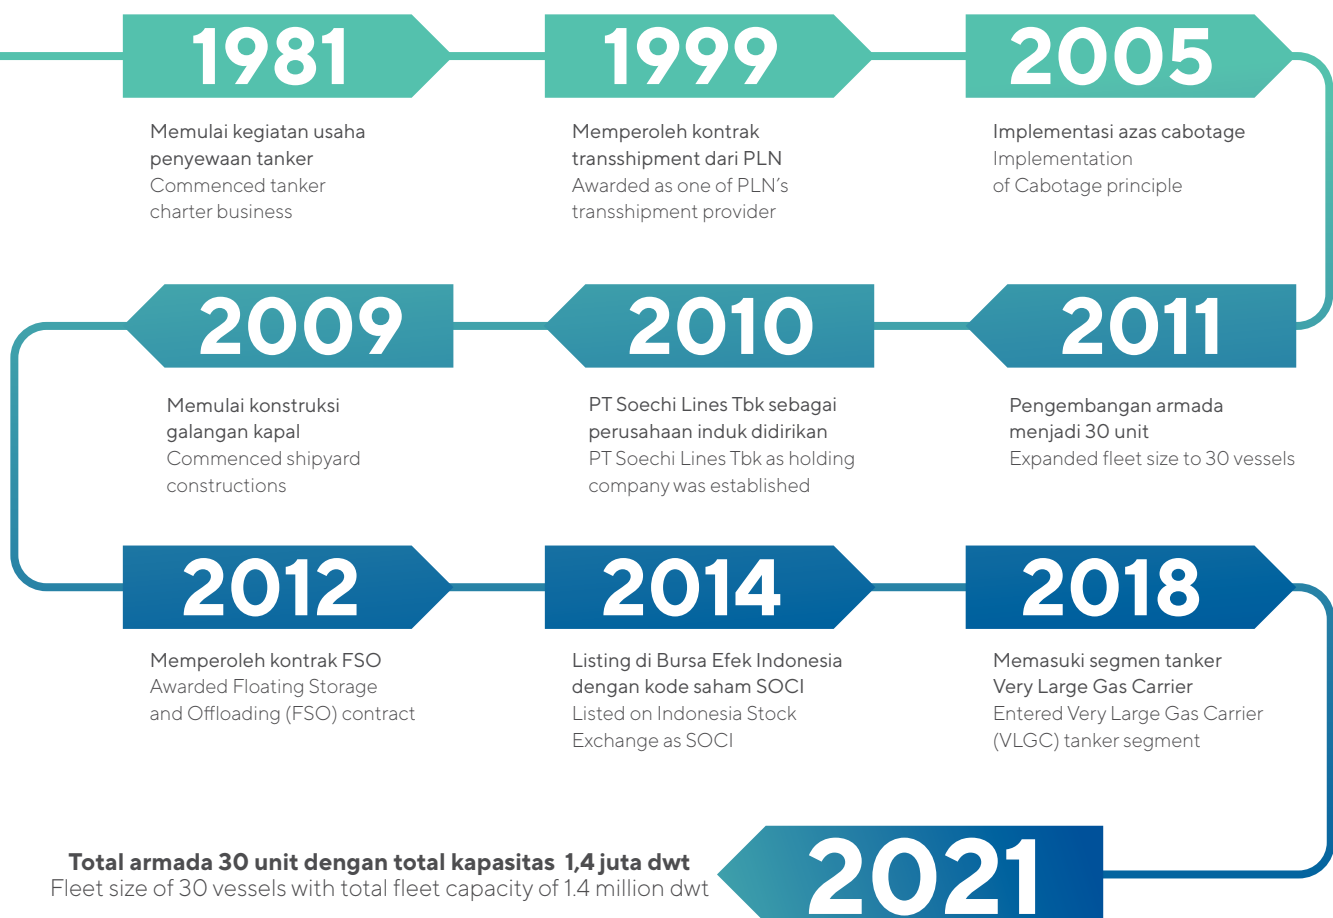 1981
Memulai kegiatan usaha
penyewaan tanker
Commenced tanker
charter business
1999
Memperoleh kontrak
transshipment dari PLN
Awarded as one of PLN's
transshipment provider
2005
Implementasi azas cabotage
Implementation
of Cabotage principle
2009
Memulai konstruksi
galangan kapal
Commenced shipyard
constructions
2010
PT Soechi Lines Tbk sebagai
perusahaan induk didirikan
PT Soechi Lines Tbk as holding
company was established
2011
Pengembangan armada
menjadi 30 unit
Expanded fleet size to 30 vessels
2012
Memperoleh kontrak FSO
Awarded Floating Storage
and Offloading (FSO) contract
2014
Listing di Bursa Efek Indonesia
dengan kode saham SOCI
Listed on Indonesia Stock
Exchange as SOCI
2018
Memasuki segmen tanker
Very Large Gas Carrier
Entered Very Large Gas Carrier
(VLGC) tanker segment
2021
Total armada 30 unit dengan total kapasitas 1,4 juta dwt
Fleet size of 30 vessels with total fleet capacity of 1.4 million dwt